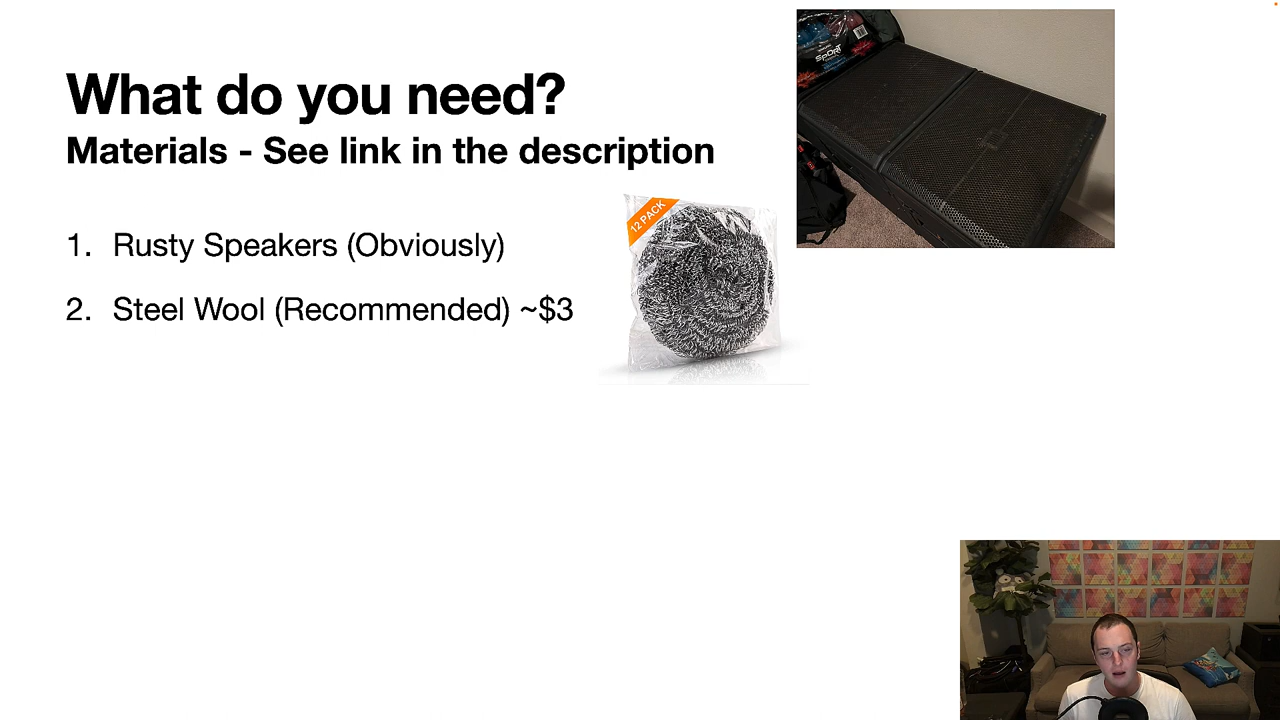 What do you need?
Materials - See link in the description
1. Rusty Speakers (Obviously)
2. Steel Wool (Recommended) ~$3
12 PACK
SPORT